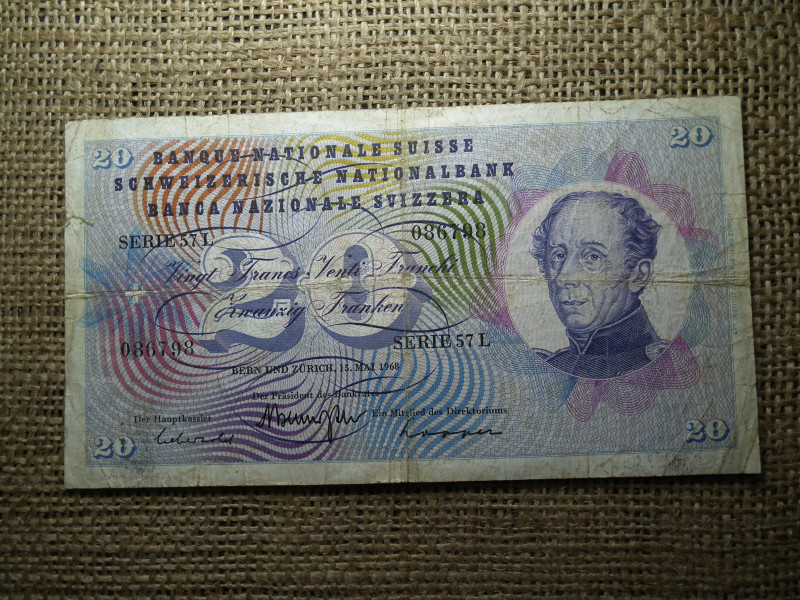 20 20
BANQUE NATIONALE SUISSE
SCHWEIZERISCHE NATIONALBANK
BANCA NAZIONALE SVIZZERA
SERIE 57 L 086798
20
Vingt Francs Venti Franchi
Zwanzig Franken
086798 SERIE 57 L
BERN UND ZÜRICH, 15. MAI 1968
Der Präsident des Bankrates
Der Hauptkassier Ein Mitglied des Direktoriums
20 20